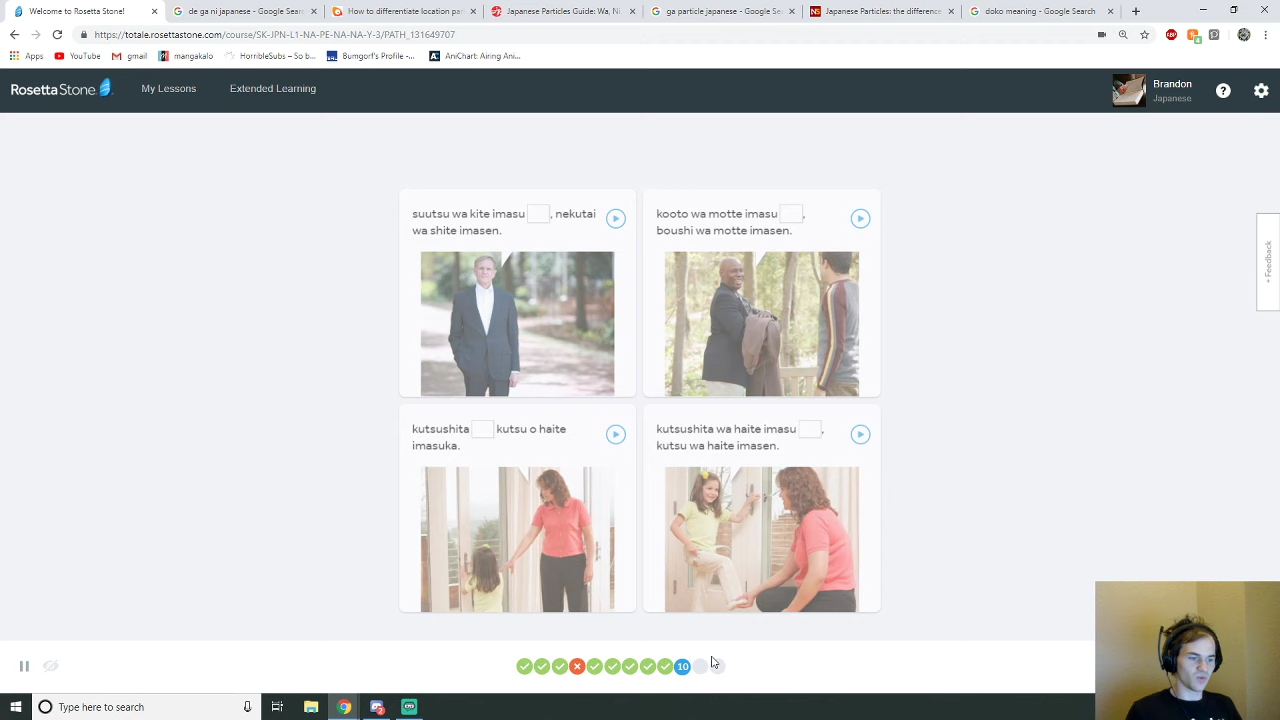 Welcome to Rosetta Stone!
de ga ni japanese - Google Sear
How to differentiate location par
Japanese Particles Guide: Wa, Ni
ga particle japanese - Google Se
Japanese Particles: the difference
doko meaning - Google Search
https://totale.rosettastone.com/course/SK-JPN-L1-NA-PE-NA-NA-Y-3/PATH_131649707
Apps YouTube gmail mangakalo HorribleSubs – So b... Bumgorf's Profile -... AniChart: Airing Ani...
RosettaStone My Lessons Extended Learning
Brandon
Japanese
suutsu wa kite imasu , nekutai
wa shite imasen.
kooto wa motte imasu ,
boushi wa motte imasen.
kutsushita kutsu o haite
imasuka.
kutsushita wa haite imasu ,
kutsu wa haite imasen.
+ Feedback
10
Type here to search